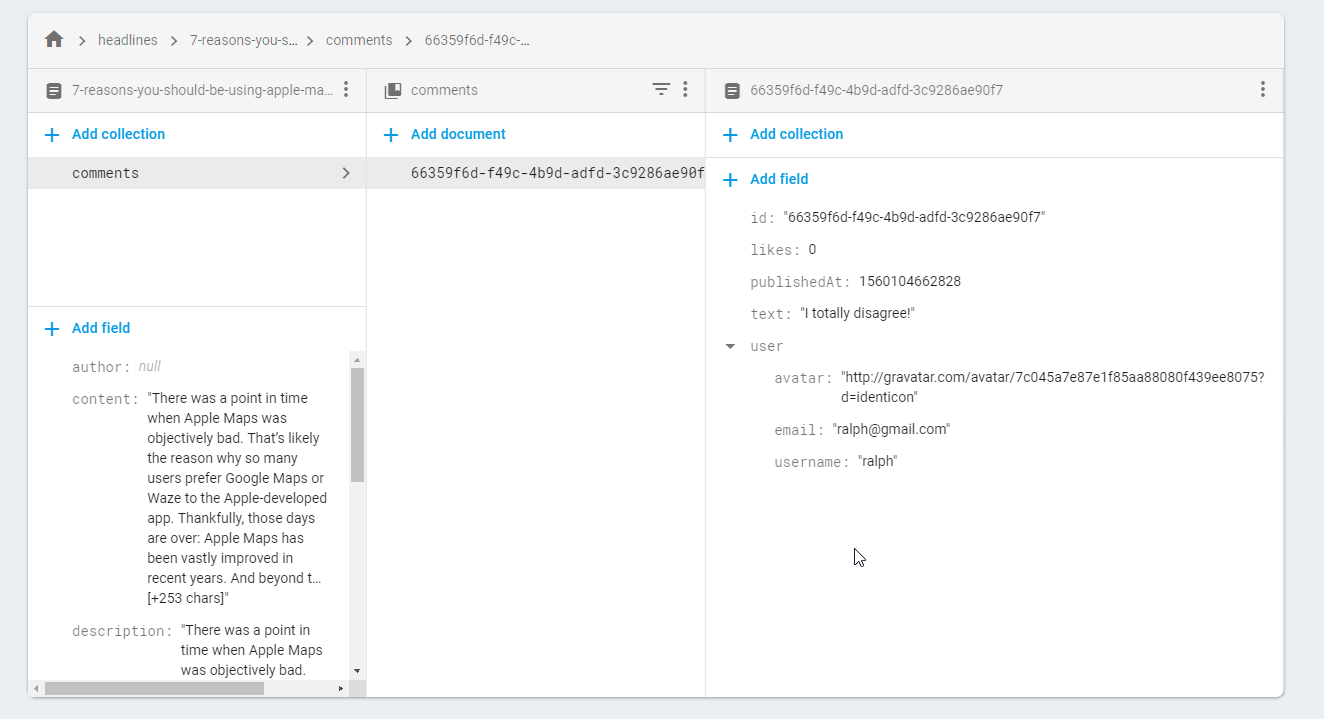 headlines 7-reasons-you-s... comments 66359f6d-f49c-...
7-reasons-you-should-be-using-apple-ma...
Add collection
comments
Add field
author: null
content: "There was a point in time
when Apple Maps was
objectively bad. That’s likely
the reason why so many
users prefer Google Maps or
Waze to the Apple-developed
app. Thankfully, those days
are over: Apple Maps has
been vastly improved in
recent years. And beyond t...
[+253 chars]"
description: "There was a point in
time when Apple Maps
was objectively bad.
comments
Add document
66359f6d-f49c-4b9d-adfd-3c9286ae90f
66359f6d-f49c-4b9d-adfd-3c9286ae90f7
Add collection
Add field
id: "66359f6d-f49c-4b9d-adfd-3c9286ae90f7"
likes: 0
publishedAt: 1560104662828
text: "I totally disagree!"
user
avatar: "http://gravatar.com/avatar/7c045a7e87e1f85aa88080f439ee8075?
d=identicon"
email: "ralph@gmail.com"
username: "ralph"